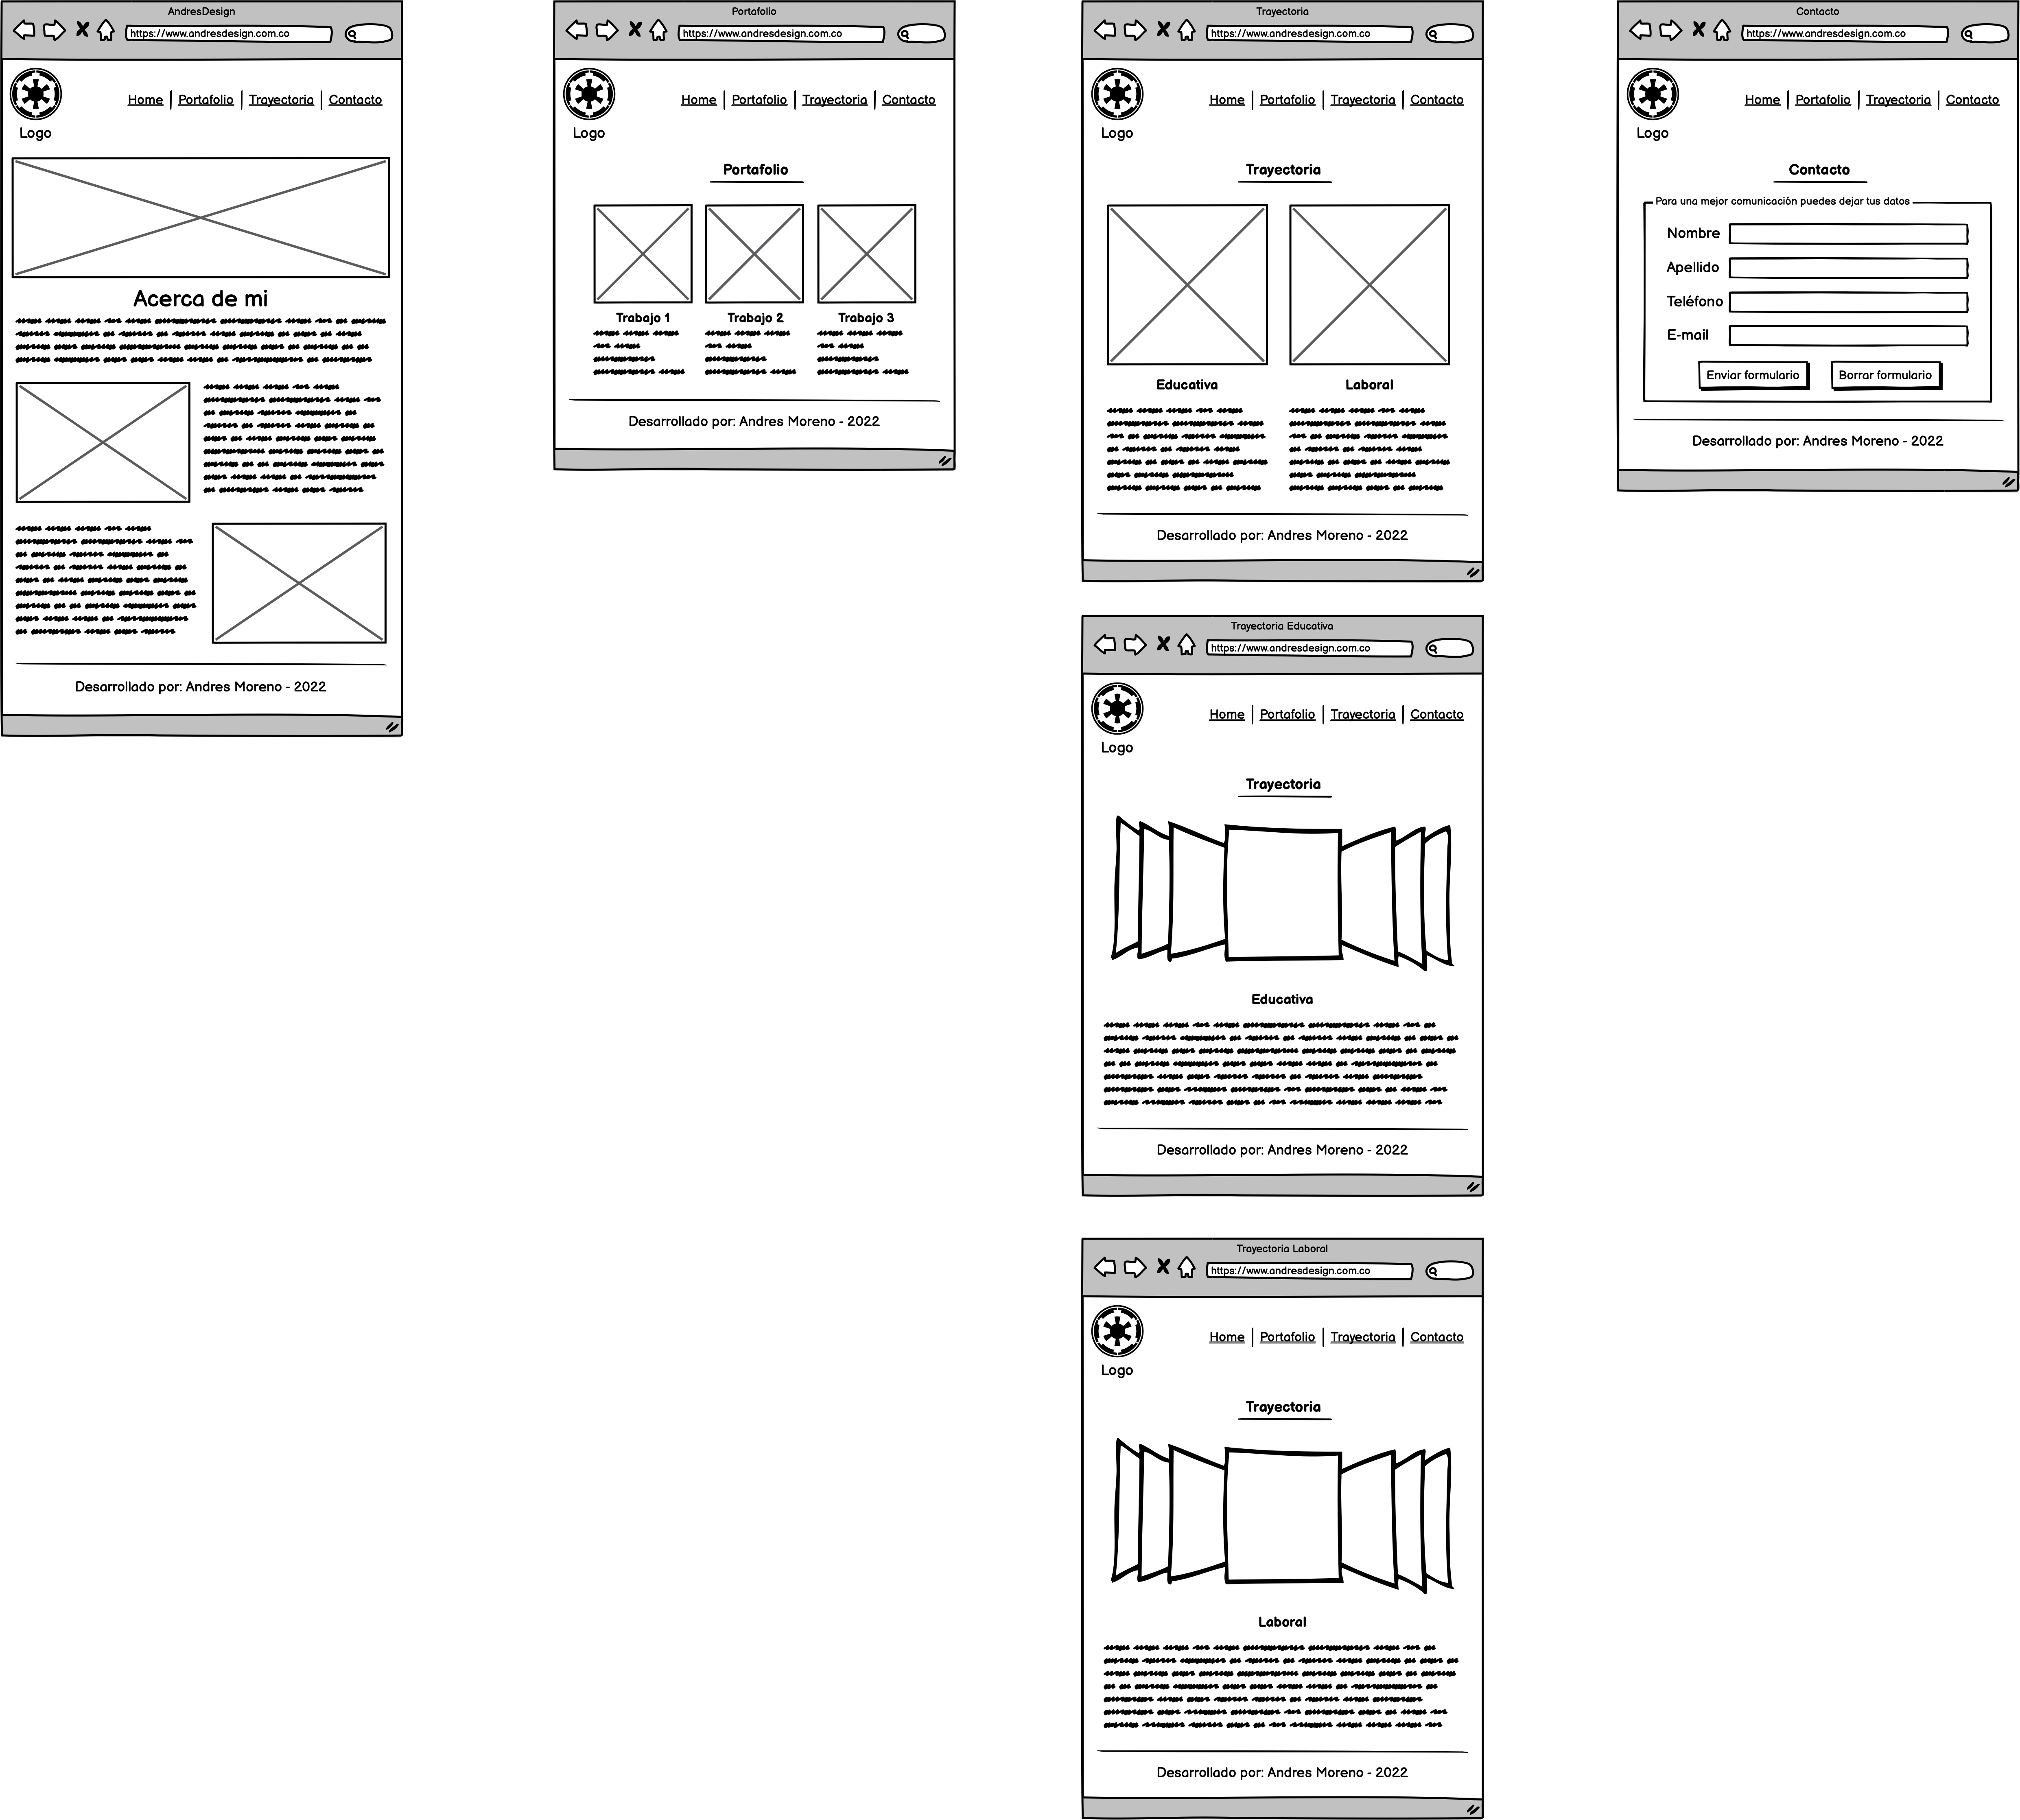 AndresDesign
https://www.andresdesign.com.co
Home | Portafolio | Trayectoria | Contacto
Logo
Acerca de mi
Desarrollado por: Andres Moreno - 2022
Portafolio
https://www.andresdesign.com.co
Home | Portafolio | Trayectoria | Contacto
Logo
Portafolio
Trabajo 1
Trabajo 2
Trabajo 3
Desarrollado por: Andres Moreno - 2022
Trayectoria
https://www.andresdesign.com.co
Home | Portafolio | Trayectoria | Contacto
Logo
Trayectoria
Educativa
Laboral
Desarrollado por: Andres Moreno - 2022
Trayectoria Educativa
https://www.andresdesign.com.co
Home | Portafolio | Trayectoria | Contacto
Logo
Trayectoria
Educativa
Desarrollado por: Andres Moreno - 2022
Trayectoria Laboral
https://www.andresdesign.com.co
Home | Portafolio | Trayectoria | Contacto
Logo
Trayectoria
Laboral
Desarrollado por: Andres Moreno - 2022
Contacto
https://www.andresdesign.com.co
Home | Portafolio | Trayectoria | Contacto
Logo
Contacto
Para una mejor comunicación puedes dejar tus datos
Nombre
Apellido
Teléfono
E-mail
Enviar formulario
Borrar formulario
Desarrollado por: Andres Moreno - 2022